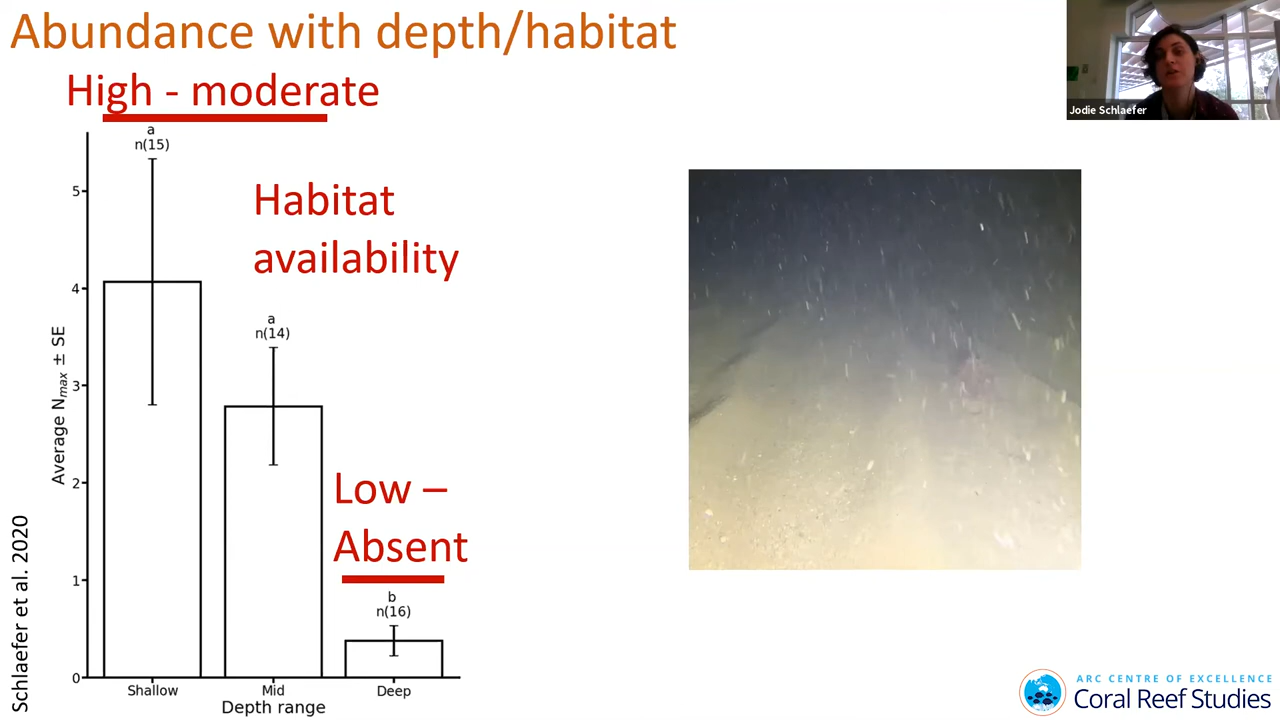 Abundance with depth/habitat
High - moderate
Jodie Schlaefer
a
n(15)
Habitat
availability
a
n(14)
Low –
Absent
b
n(16)
5
4
3
2
1
0
Average Nmax ± SE
Shallow
Mid
Deep
Depth range
Schlaefer et al. 2020
ARC CENTRE OF EXCELLENCE
Coral Reef Studies